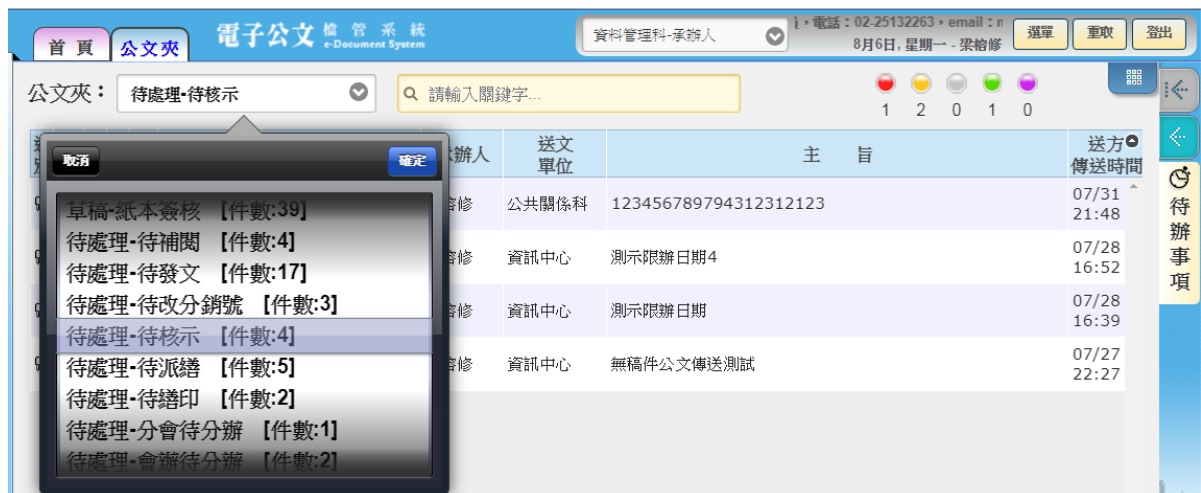 首頁 公文夾 電子公文 檔管系統 e-Document System
資料管理科-承辦人
電話：02-25132263，email：
8月6日, 星期一 - 梁榕修
選單 重取 登出
公文夾： 待處理-待核示 請輸入關鍵字...
1 2 0 1 0
取消 確定
辦人 送文單位 主旨 送方傳送時間
草稿-紙本簽核 [件數:39]
待處理-待補閱 [件數:4]
待處理-待發文 [件數:17]
待處理-待改分銷號 [件數:3]
待處理-待核示 [件數:4]
待處理-待派繕 [件數:5]
待處理-待繕印 [件數:2]
待處理-分會待分辦 [件數:1]
待處理-會辦待分辦 [件數:2]
修 公共關係科 123456789794312312123 07/31 21:48
修 資訊中心 測示限辦日期4 07/28 16:52
修 資訊中心 測示限辦日期 07/28 16:39
修 資訊中心 無稿件公文傳送測試 07/27 22:27
待辦事項